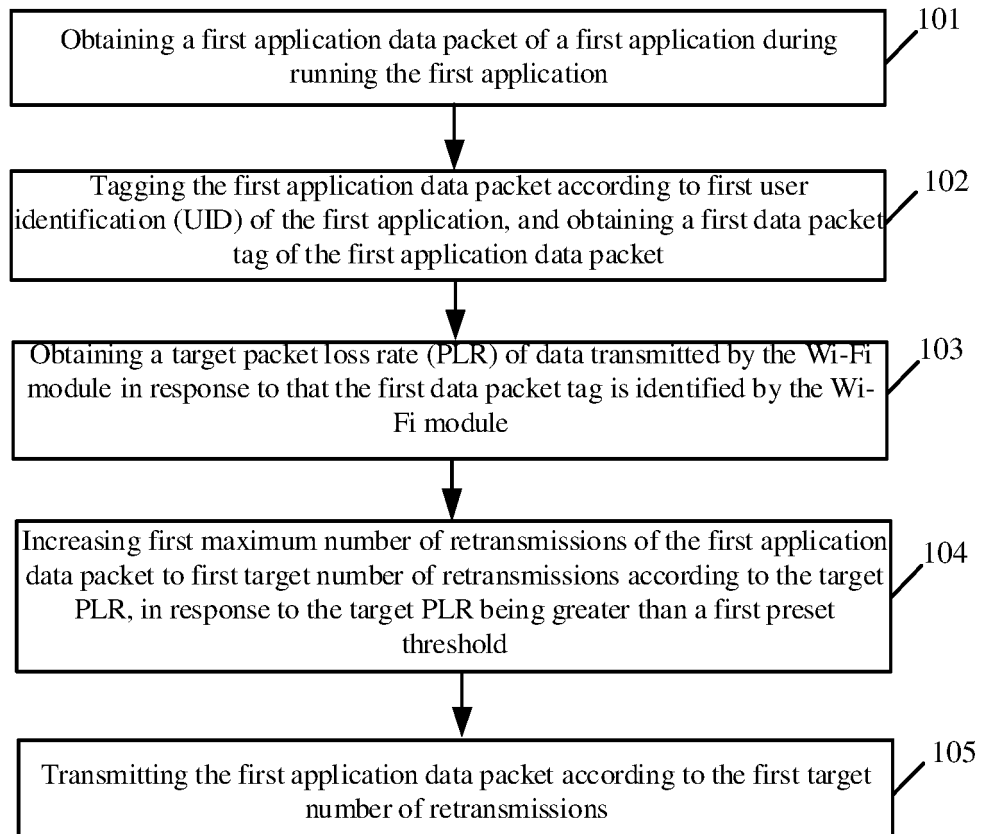 Obtaining a first application data packet of a first application during
running the first application
101
Tagging the first application data packet according to first user
identification (UID) of the first application, and obtaining a first data packet
tag of the first application data packet
102
Obtaining a target packet loss rate (PLR) of data transmitted by the Wi-Fi
module in response to that the first data packet tag is identified by the Wi-
Fi module
103
Increasing first maximum number of retransmissions of the first application
data packet to first target number of retransmissions according to the target
PLR, in response to the target PLR being greater than a first preset
threshold
104
Transmitting the first application data packet according to the first target
number of retransmissions
105